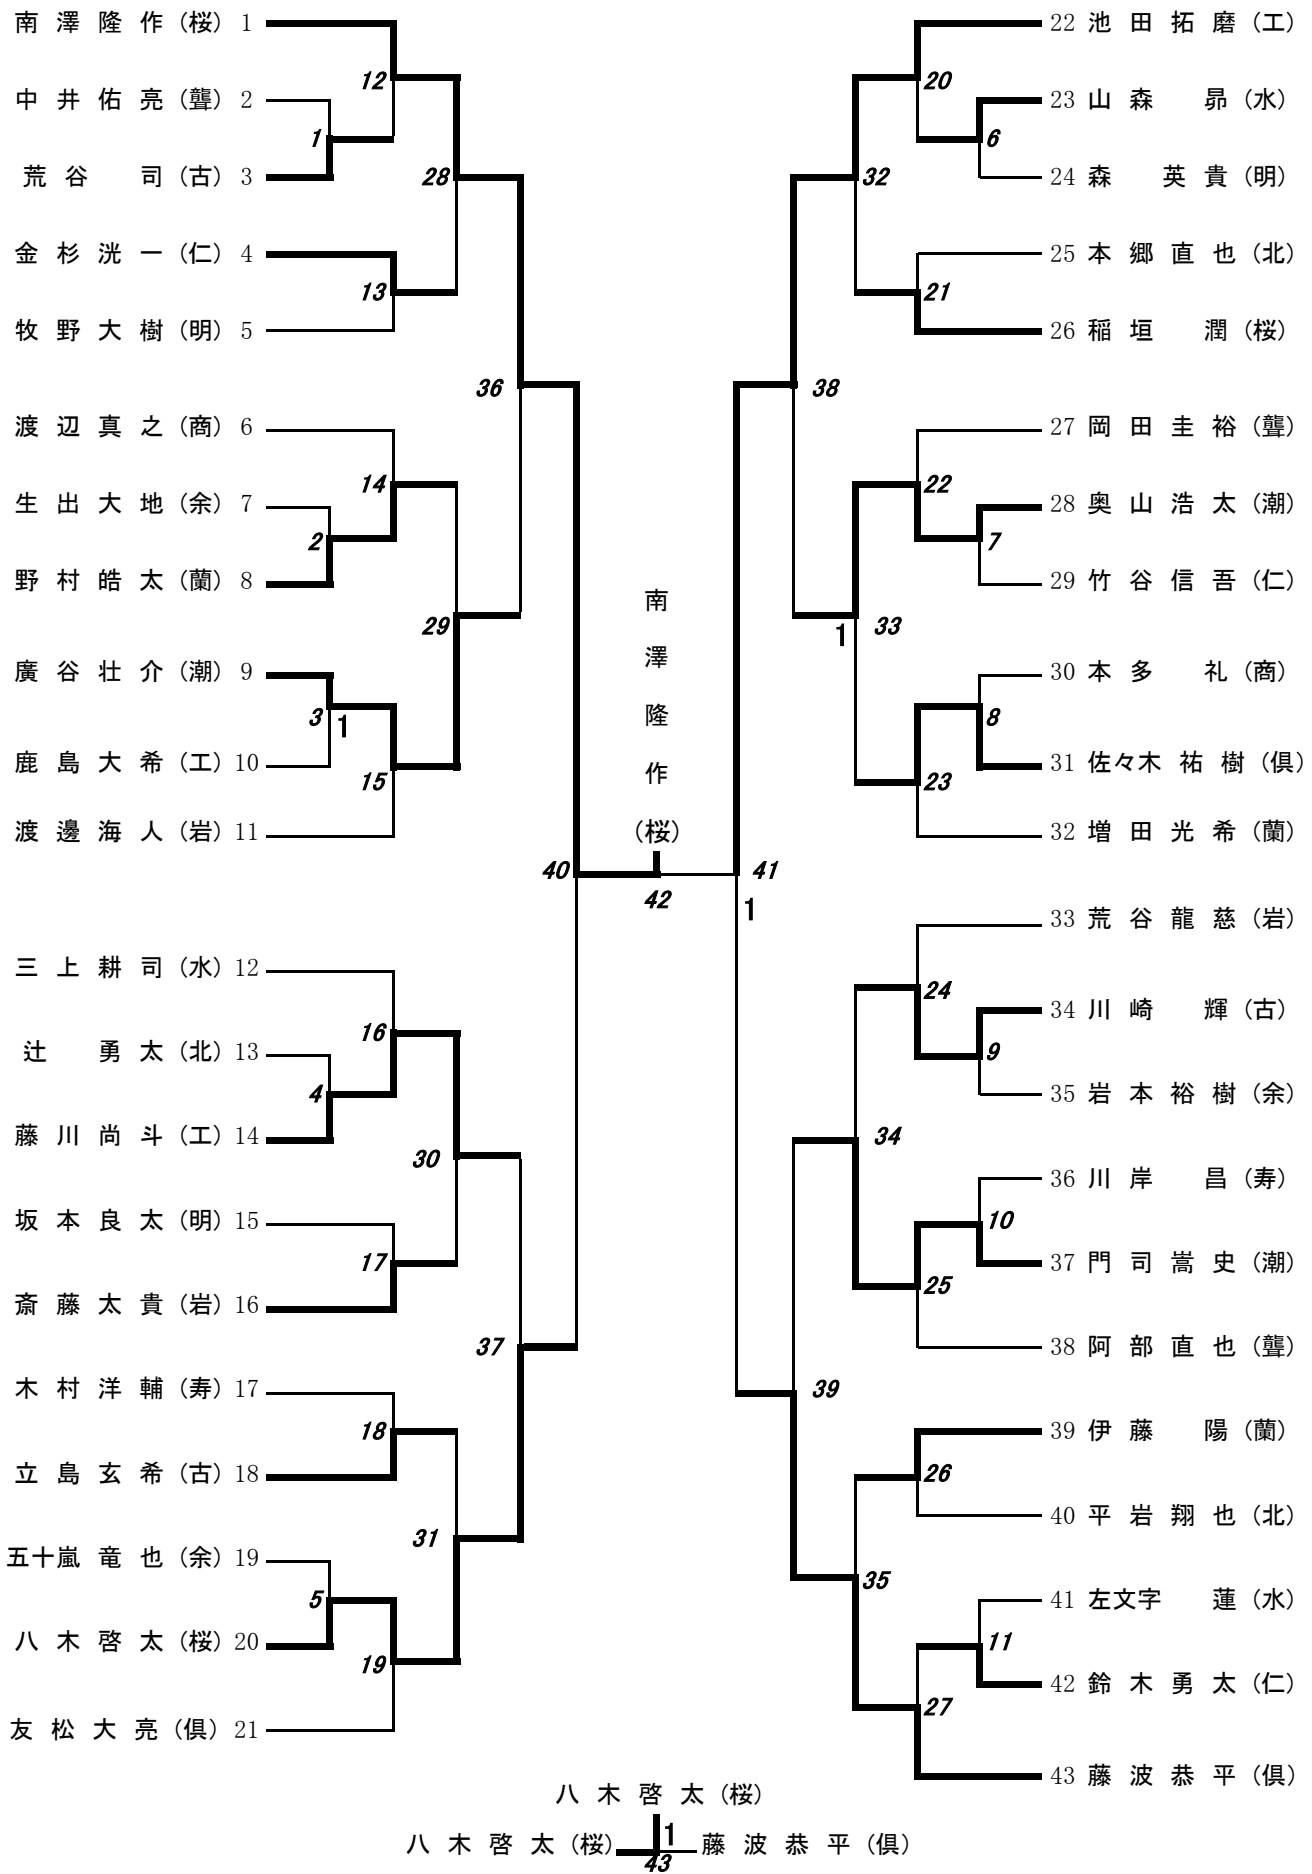 南澤隆作（桜） 1
中井佑亮（聾） 2
荒谷　司（古） 3
金杉洸一（仁） 4
牧野大樹（明） 5
渡辺真之（商） 6
生出大地（余） 7
野村皓太（蘭） 8
廣谷壮介（潮） 9
鹿島大希（工） 10
渡邊海人（岩） 11
三上耕司（水） 12
辻　勇太（北） 13
藤川尚斗（工） 14
坂本良太（明） 15
斎藤太貴（岩） 16
木村洋輔（寿） 17
立島玄希（古） 18
五十嵐竜也（余） 19
八木啓太（桜） 20
友松大亮（倶） 21
1
2
3
1
4
5
12
13
14
15
16
17
18
19
28
29
30
31
36
37
40
南澤隆作（桜）
42
41
1
38
39
32
1
33
34
35
20
21
22
23
24
25
26
27
6
7
8
9
10
11
22 池田拓磨（工）
23 山森　昴（水）
24 森　英貴（明）
25 本郷直也（北）
26 稲垣　潤（桜）
27 岡田圭裕（聾）
28 奥山浩太（潮）
29 竹谷信吾（仁）
30 本多　礼（商）
31 佐々木祐樹（倶）
32 増田光希（蘭）
33 荒谷龍慈（岩）
34 川崎　輝（古）
35 岩本裕樹（余）
36 川岸　昌（寿）
37 門司嵩史（潮）
38 阿部直也（聾）
39 伊藤　陽（蘭）
40 平岩翔也（北）
41 左文字　蓮（水）
42 鈴木勇太（仁）
43 藤波恭平（倶）
八木啓太（桜）
八木啓太（桜） 1 藤波恭平（倶）
43